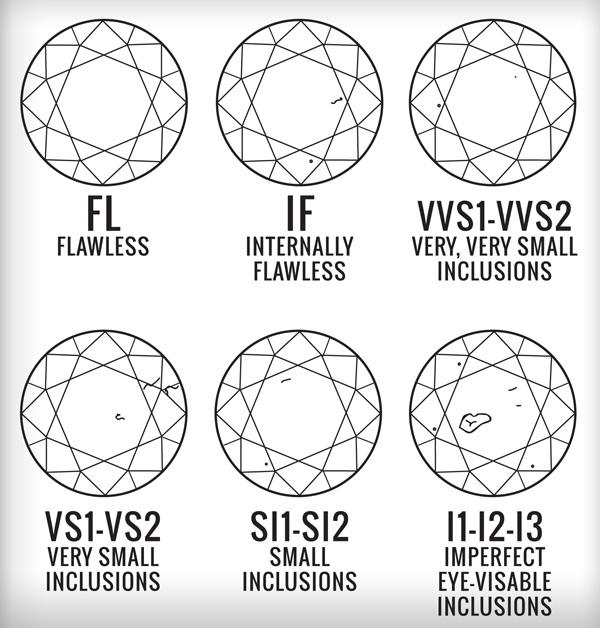 FL
FLAWLESS
IF
INTERNALLY
FLAWLESS
VVS1-VVS2
VERY, VERY SMALL
INCLUSIONS
VS1-VS2
VERY SMALL
INCLUSIONS
SI1-SI2
SMALL
INCLUSIONS
I1-I2-I3
IMPERFECT
EYE-VISABLE
INCLUSIONS